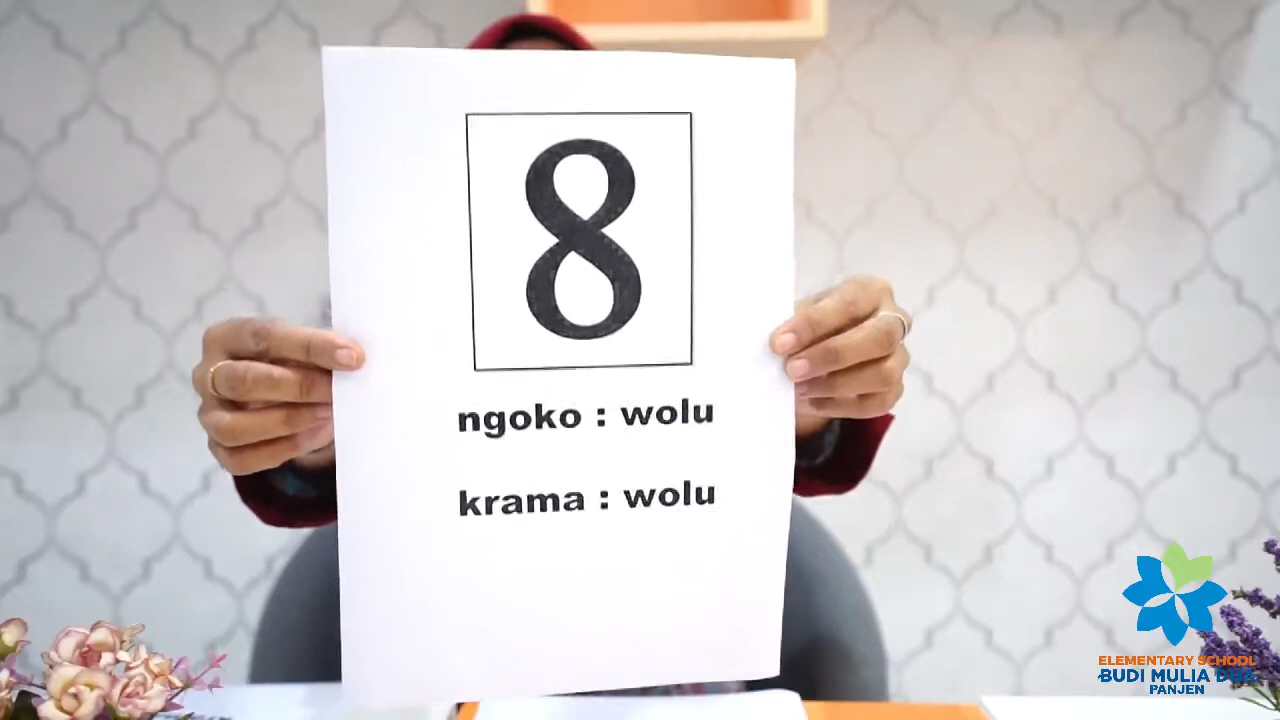 8
ngoko : wolu
krama : wolu
ELEMENTARY SCHOOL
BUDI MULIA DUA
PANJEN